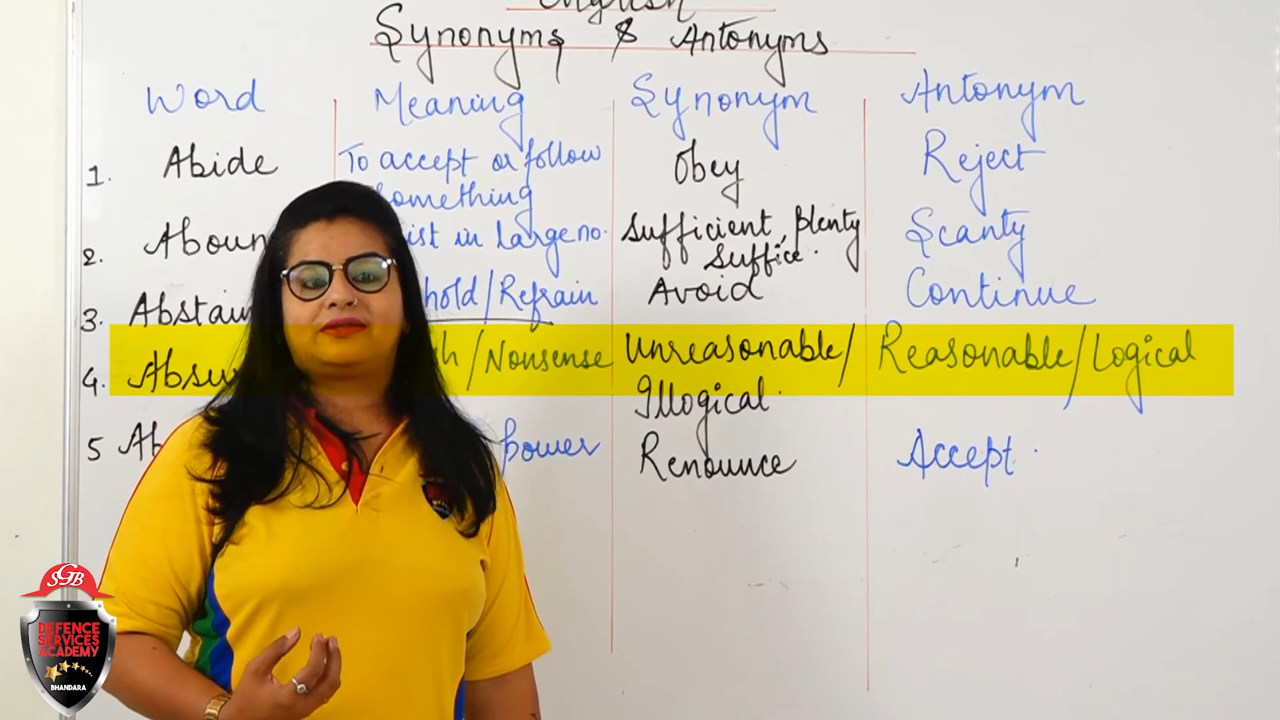 English
Synonyms & Antonyms
Word Meaning Synonym Antonym
1. Abide To accept or follow something Obey Reject
2. in Large no. Sufficient, Plenty Suffice. Scanty
3. /Refrain Avoid Continue
4. /Nonsense Unreasonable/ Illogical. Reasonable/Logical
5 power Renounce Accept.
SGB
DEFENCE
SERVICES
ACADEMY
BHANDARA